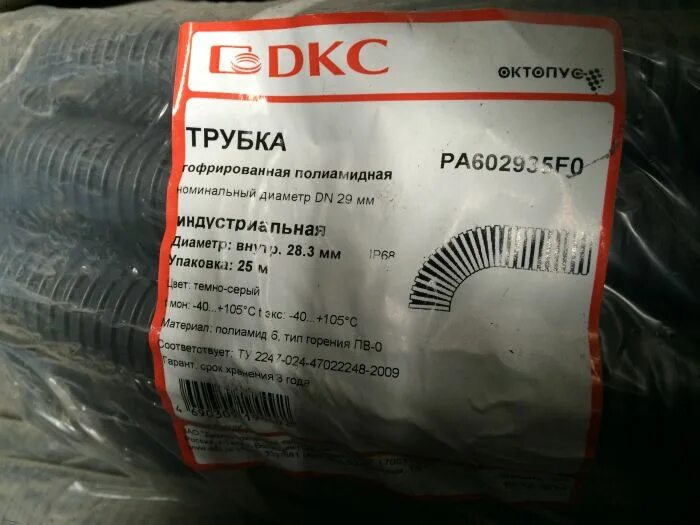 DKC
ОКТОПУС
ТРУБКА
гофрированная полиамидная
номинальный диаметр DN 29 мм
PA602935F0
индустриальная
Диаметр: внутр. 28.3 мм
IP68
Упаковка: 25 м
Цвет: темно-серый
t мон: -40...+105°C t экс: -40...+105°C
Материал: полиамид 6, тип горения ПВ-0
Соответствует: ТУ 2247-024-47022248-2009
Гарант. срок хранения 3 года